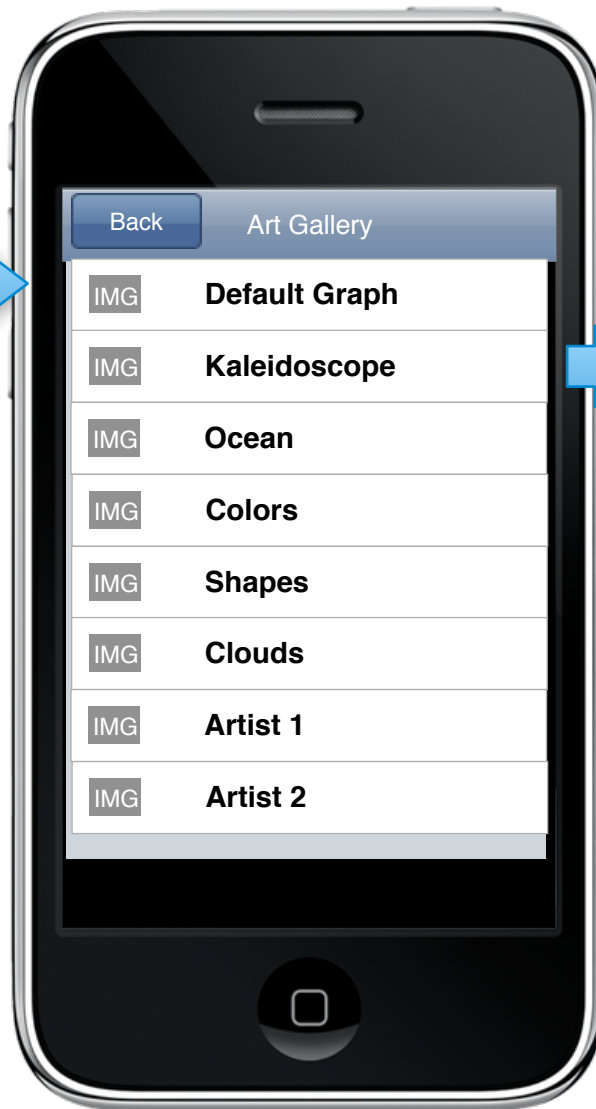 Back Art Gallery
IMG Default Graph
IMG Kaleidoscope
IMG Ocean
IMG Colors
IMG Shapes
IMG Clouds
IMG Artist 1
IMG Artist 2